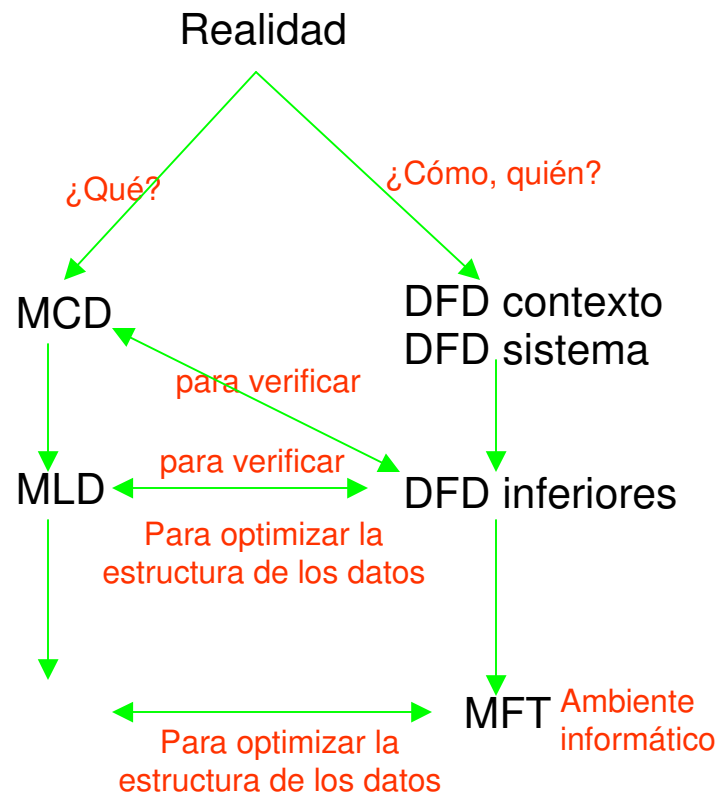 Realidad
¿Qué?
¿Cómo, quién?
MCD
DFD contexto
DFD sistema
para verificar
para verificar
MLD
DFD inferiores
Para optimizar la
estructura de los datos
MFT
Ambiente
informático
Para optimizar la
estructura de los datos